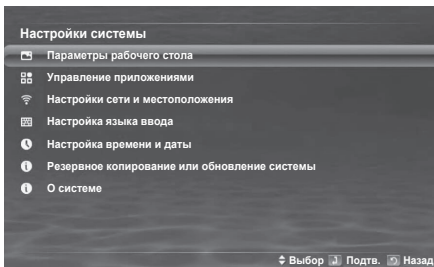 Настройки системы
Параметры рабочего стола
Управление приложениями
Настройки сети и местоположения
Настройка языка ввода
Настройка времени и даты
Резервное копирование или обновление системы
О системе
Выбор Подтв. Назад